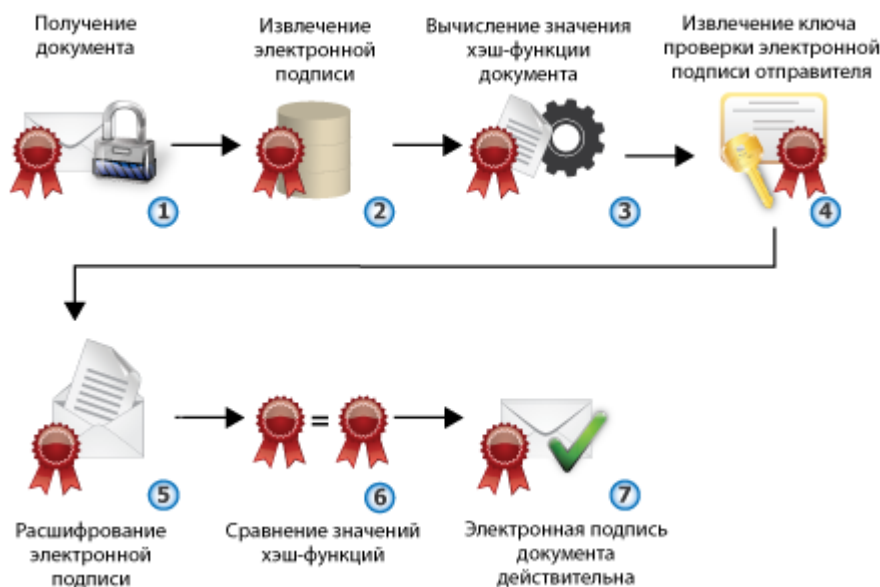 Получение
документа
1
Извлечение
электронной
подписи
2
Вычисление значения
хэш-функции
документа
3
Извлечение ключа
проверки электронной
подписи отправителя
4
5
Расшифрование
электронной
подписи
=
6
Сравнение значений
хэш-функций
7
Электронная подпись
документа
действительна